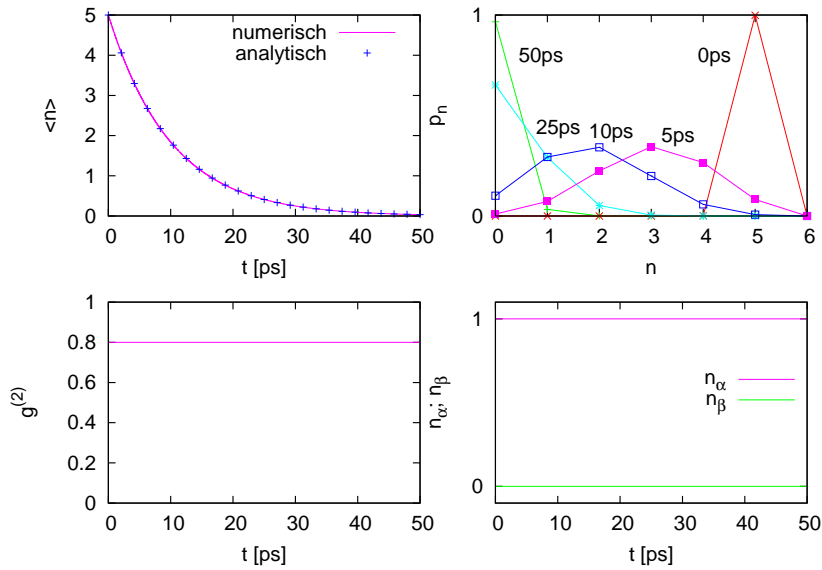 numerisch
analytisch
<n>
5
4
3
2
1
0
0 10 20 30 40 50
t [ps]
50ps 0ps
25ps 10ps 5ps
p_n
1
0
0 1 2 3 4 5 6
n
g^(2)
1
0.8
0.6
0.4
0.2
0
0 10 20 30 40 50
t [ps]
n_α; n_β
1
0
n_α
n_β
0 10 20 30 40 50
t [ps]